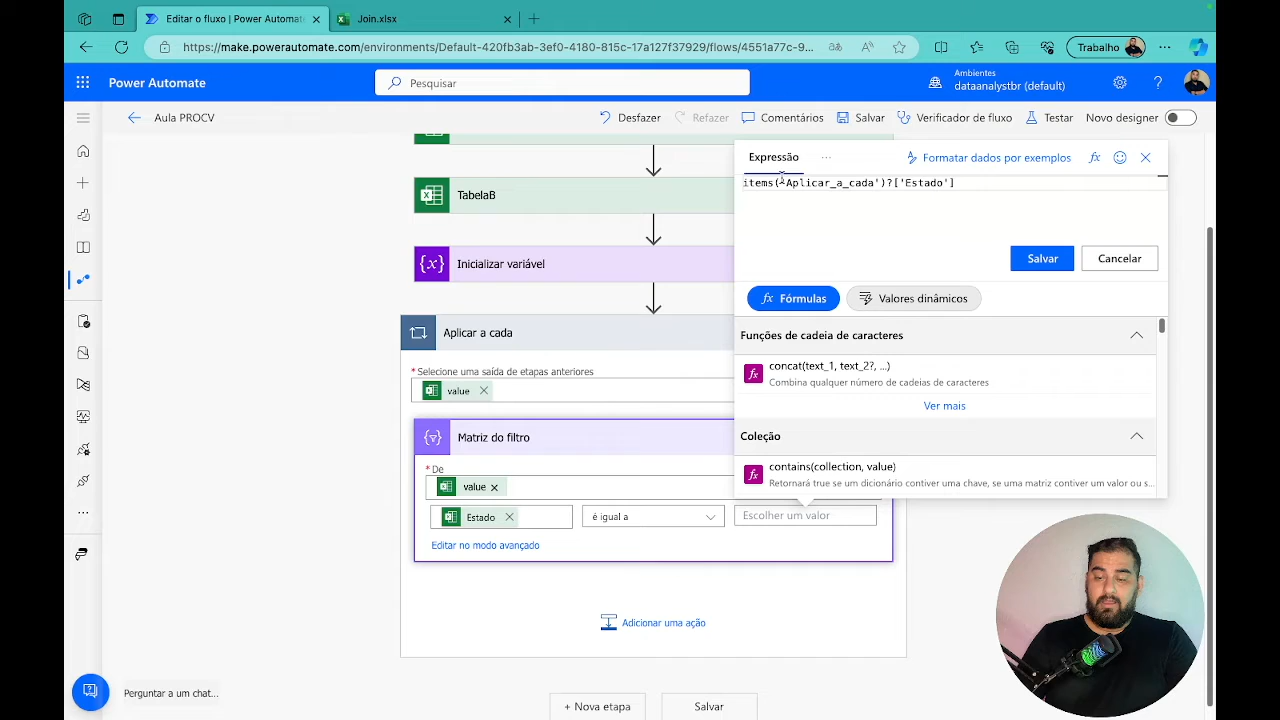 Editar o fluxo | Power Automate
Join.xlsx
https://make.powerautomate.com/environments/Default-420fb3ab-3ef0-4180-815c-17a127f37929/flows/4551a77c-9...
Trabalho
Power Automate
Pesquisar
Ambientes
dataanalystbr (default)
Aula PROCV
Desfazer
Refazer
Comentários
Salvar
Verificador de fluxo
Testar
Novo designer
Expressão
Formatar dados por exemplos
items('Aplicar_a_cada')?['Estado']
TabelaB
Salvar
Cancelar
Inicializar variável
Fórmulas
Valores dinâmicos
Aplicar a cada
Funções de cadeia de caracteres
Selecione uma saída de etapas anteriores
concat(text_1, text_2?, ...)
Combina qualquer número de cadeias de caracteres
value
Ver mais
Matriz do filtro
Coleção
* De
contains(collection, value)
Retornará true se um dicionário contiver uma chave, se uma matriz contiver um valor ou s...
value
Estado
é igual a
Escolher um valor
Editar no modo avançado
Adicionar uma ação
Perguntar a um chat...
+ Nova etapa
Salvar